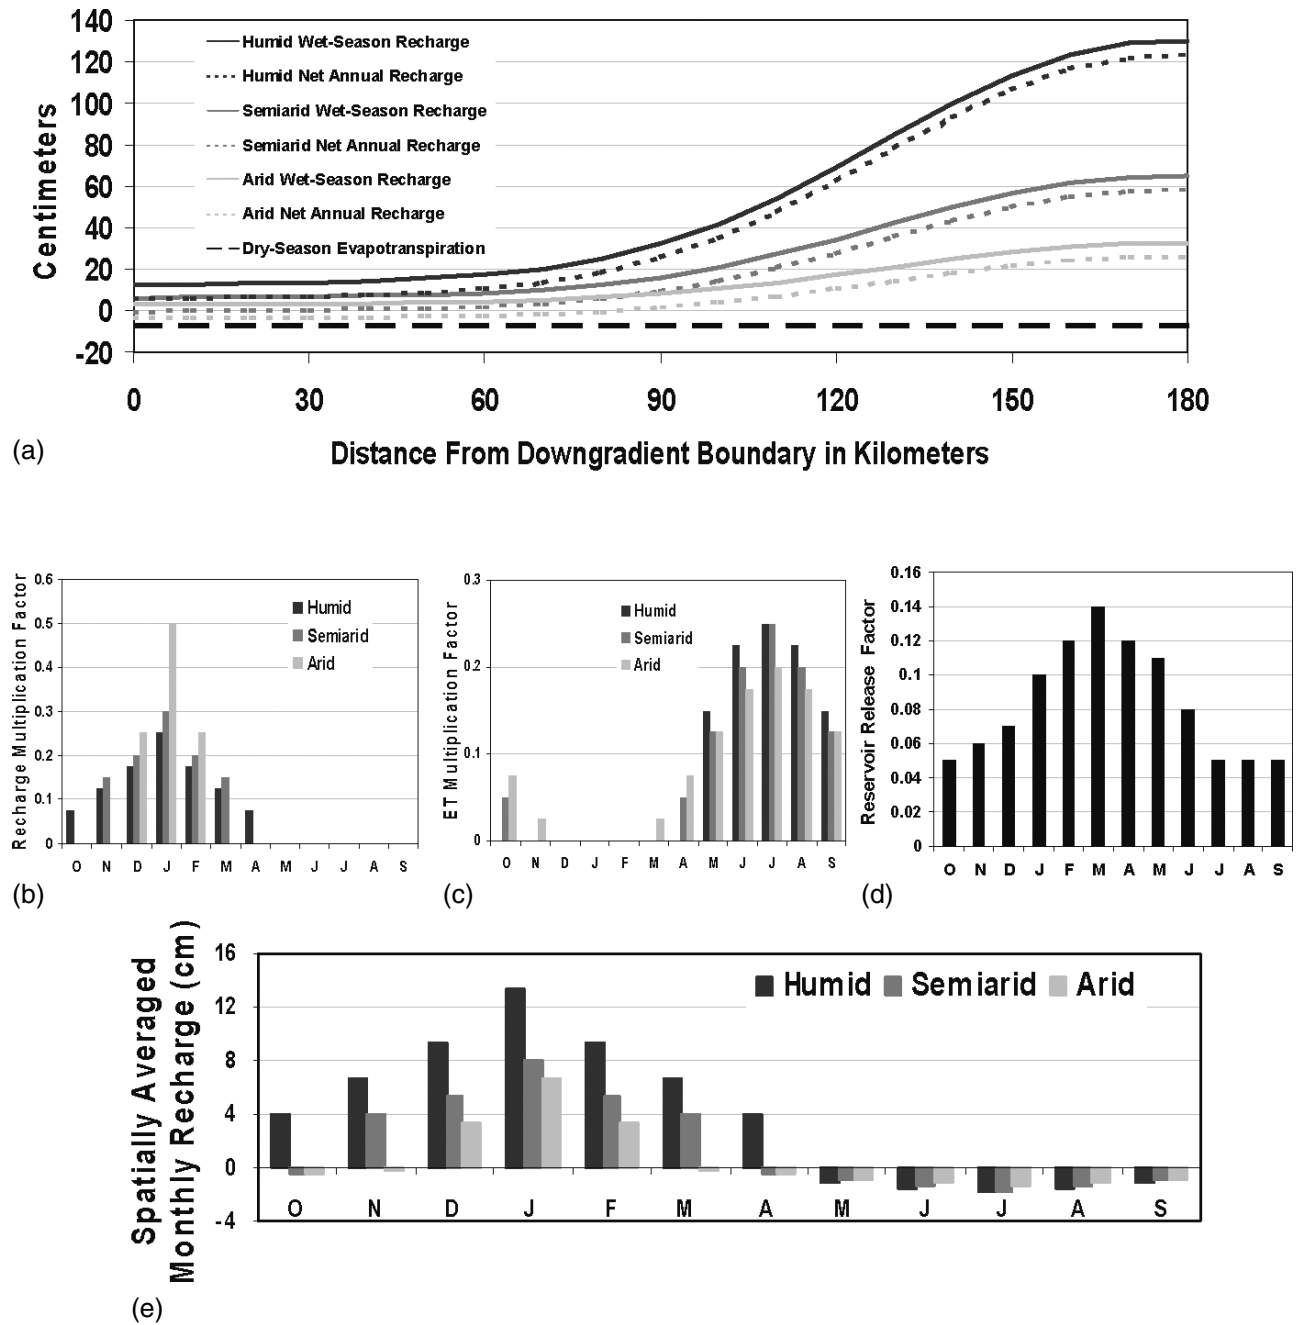 140
120
100
80
60
40
20
0
-20
Centimeters
Humid Wet-Season Recharge
Humid Net Annual Recharge
Semiarid Wet-Season Recharge
Semiarid Net Annual Recharge
Arid Wet-Season Recharge
Arid Net Annual Recharge
Dry-Season Evapotranspiration
0 30 60 90 120 150 180
(a)
Distance From Downgradient Boundary in Kilometers
Recharge Multiplication Factor
0.6
0.5
0.4
0.3
0.2
0.1
0
Humid
Semiarid
Arid
O N D J F M A M J J A S
(b)
ET Multiplication Factor
0.3
0.2
0.1
0
Humid
Semiarid
Arid
O N D J F M A M J J A S
(c)
Reservoir Release Factor
0.16
0.14
0.12
0.1
0.08
0.06
0.04
0.02
0
O N D J F M A M J J A S
(d)
Spatially Averaged
Monthly Recharge (cm)
16
12
8
4
0
-4
Humid Semiarid Arid
O N D J F M A M J J A S
(e)